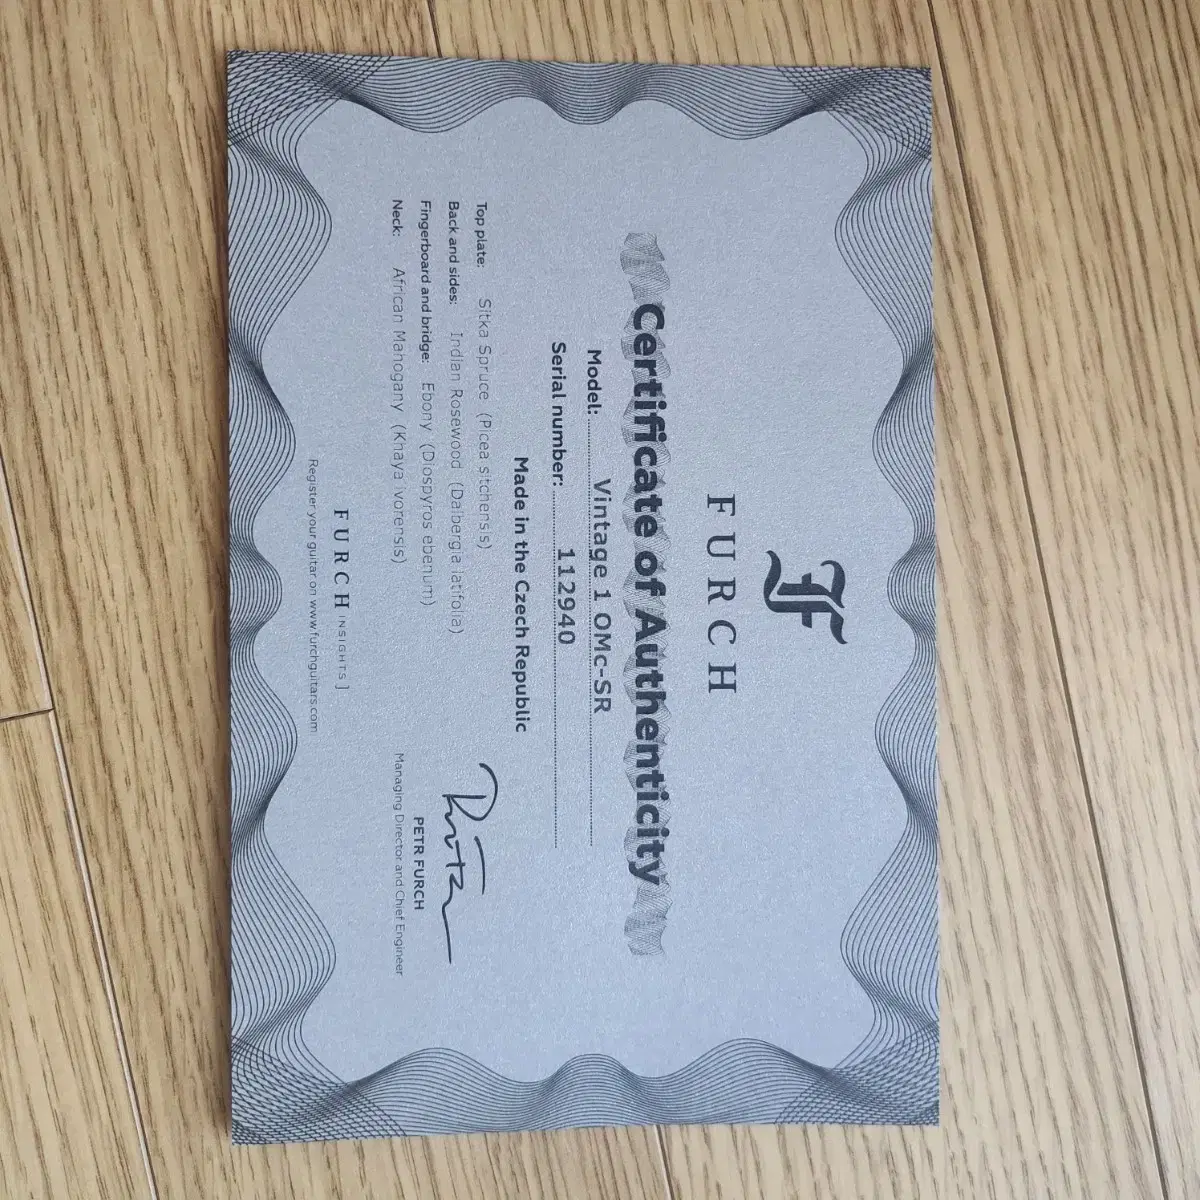 F
FURCH
Certificate of Authenticity
Model: Vintage 1 OMc-SR
Serial number: 112940
Made in the Czech Republic
Top plate: Sitka Spruce (Picea sitchensis)
Back and sides: Indian Rosewood (Dalbergia latifolia)
Fingerboard and bridge: Ebony (Diospyros ebenum)
Neck: African Mahogany (Khaya ivorensis)
PETR FURCH
Managing Director and Chief Engineer
FURCH INSIGHTS ]
Register your guitar on www.furchguitars.com